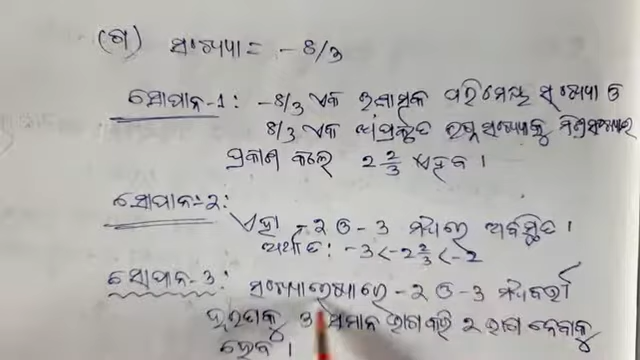 (ଗ) ସଂଖ୍ୟା = -8/3
ସୋପାନ-1: -8/3 ଏକ ଋଣାତ୍ମକ ପରିମେୟ ସଂଖ୍ୟା ଓ
8/3 ଏକ ଅପ୍ରକୃତ ଭଗ୍ନସଂଖ୍ୟାକୁ ମିଶ୍ରସଂଖ୍ୟାରେ
ପ୍ରକାଶ କଲେ 2 2/3 ଏହବ ।
ସୋପାନ-2:
ଏହା -2 ଓ -3 ମଧ୍ୟରେ ଅବସ୍ଥିତ ।
ଅର୍ଥାତ: -3 < -2 2/3 < -2
ସୋପାନ-3: ସଂଖ୍ୟାରେଖାରେ -2 ଓ -3 ମଧ୍ୟବର୍ତୀ
ଦୂରତାକୁ 3 ସମାନ ଭାଗ କରି 2 ଭାଗ ନେବାକୁ
ହେବ ।